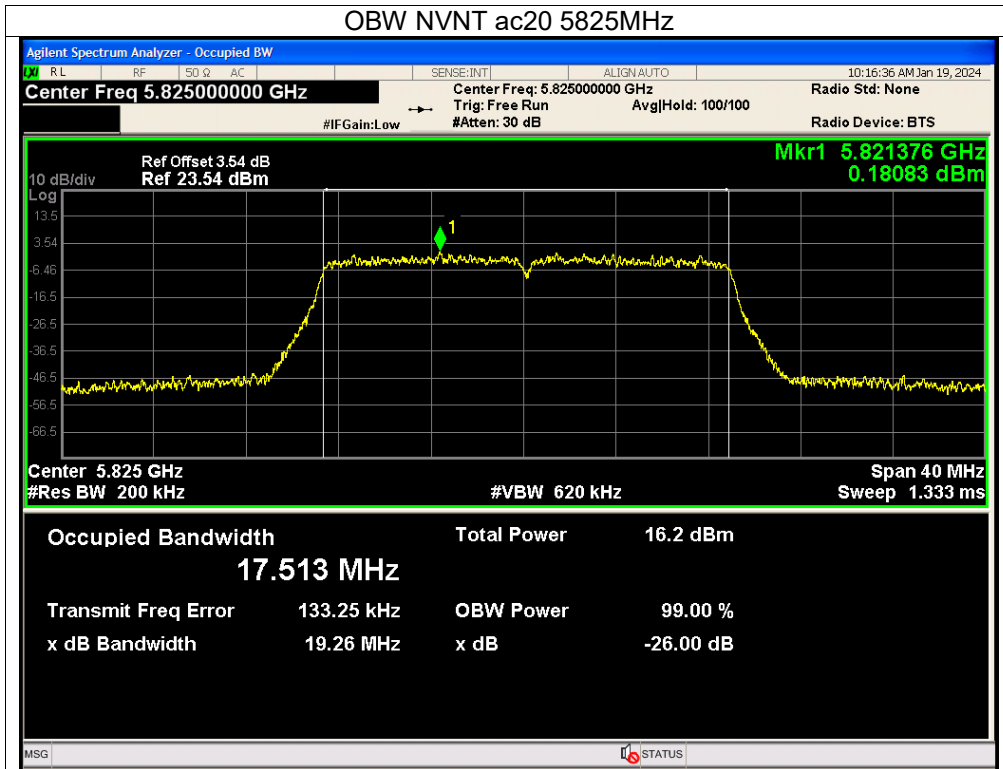 OBW NVNT ac20 5825MHz
Agilent Spectrum Analyzer - Occupied BW
LXI RL RF 50 Ω AC SENSE:INT ALIGN AUTO 10:16:36 AM Jan 19, 2024
Center Freq 5.825000000 GHz Center Freq: 5.825000000 GHz Radio Std: None
Trig: Free Run Avg|Hold: 100/100
#IFGain:Low #Atten: 30 dB Radio Device: BTS
Mkr1 5.821376 GHz
Ref Offset 3.54 dB
10 dB/div Ref 23.54 dBm 0.18083 dBm
Log
13.5
1
3.54
-6.46
-16.5
-26.5
-36.5
-46.5
-56.5
-66.5
Center 5.825 GHz Span 40 MHz
#Res BW 200 kHz #VBW 620 kHz Sweep 1.333 ms
Occupied Bandwidth Total Power 16.2 dBm
17.513 MHz
Transmit Freq Error 133.25 kHz OBW Power 99.00 %
x dB Bandwidth 19.26 MHz x dB -26.00 dB
MSG STATUS